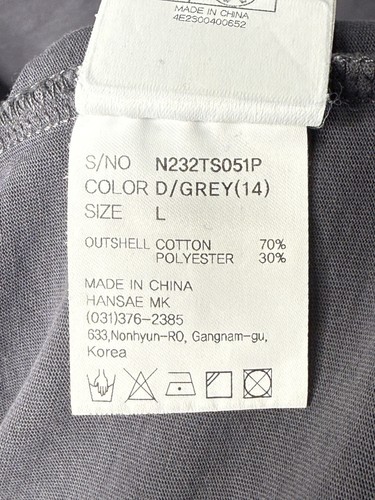 MADE IN CHINA
4E2S00400652
S/NO N232TS051P
COLOR D/GREY(14)
SIZE L
OUTSHELL COTTON 70%
POLYESTER 30%
MADE IN CHINA
HANSAE MK
(031)376-2385
633,Nonhyun-RO, Gangnam-gu,
Korea